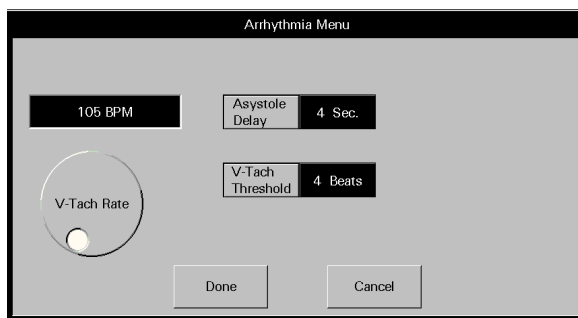 Arrhythmia Menu
105 BPM
Asystole
Delay
4 Sec.
V-Tach Rate
V-Tach
Threshold
4 Beats
Done
Cancel